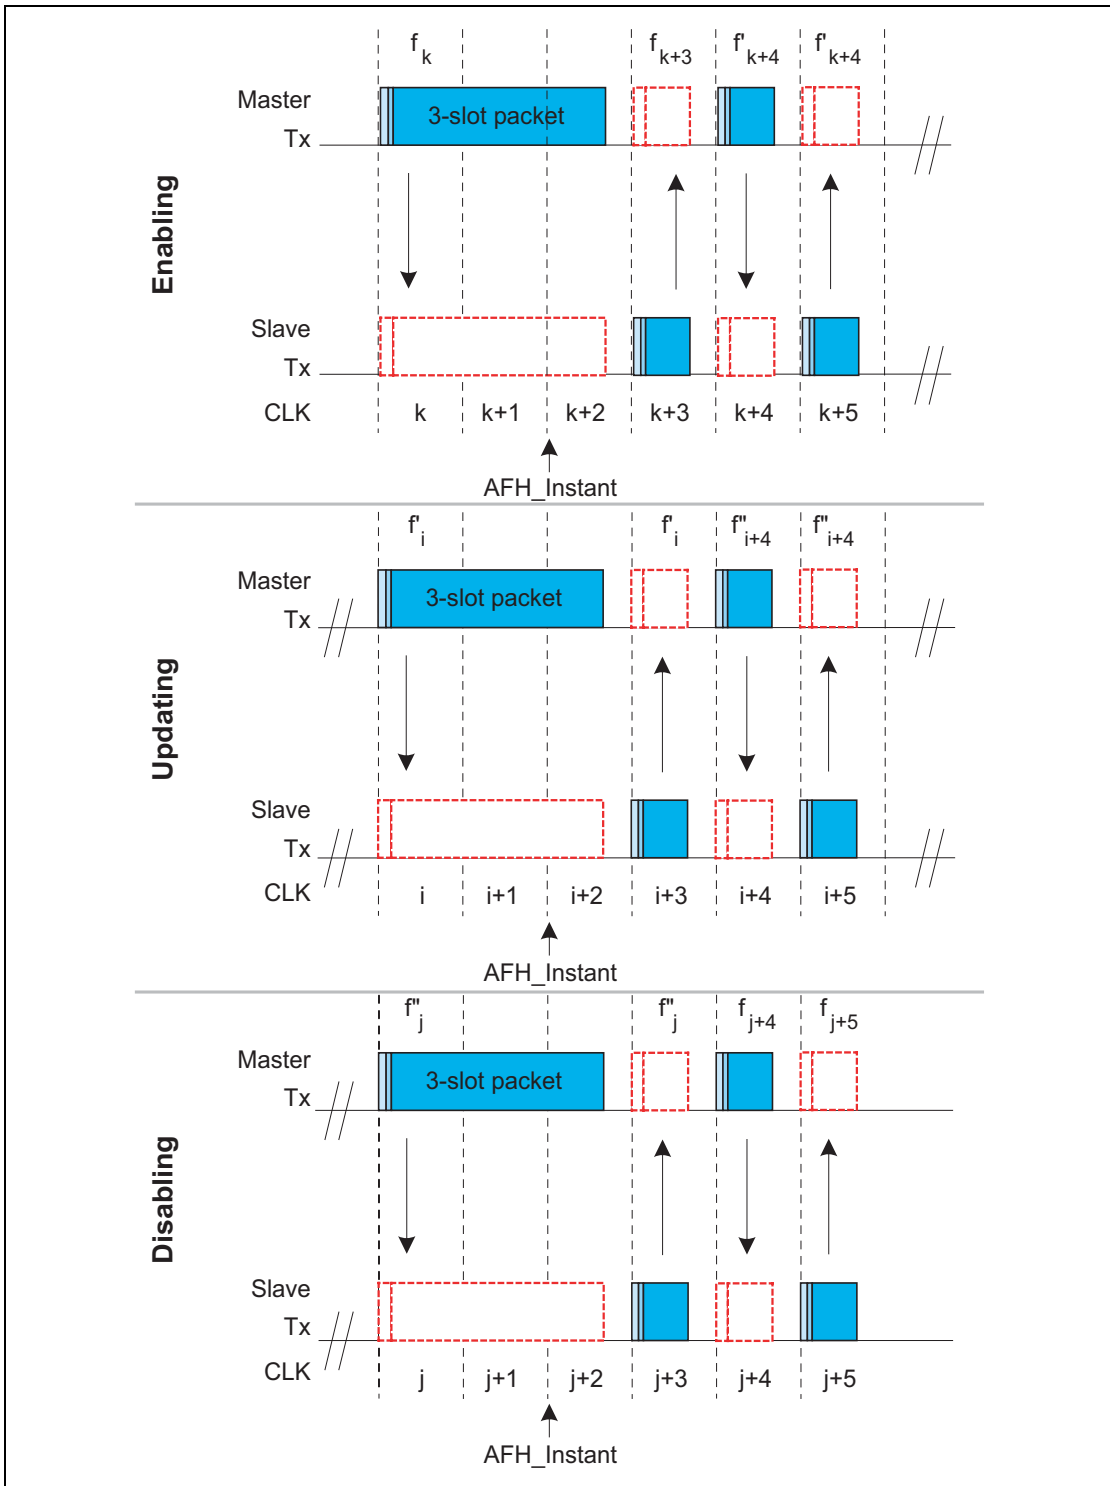 Enabling
f k f k+3 f' k+4 f' k+4
Master
3-slot packet
Tx
Slave
Tx
CLK k k+1 k+2 k+3 k+4 k+5
AFH_Instant
Updating
f' i f' i f" i+4 f" i+4
Master
3-slot packet
Tx
Slave
Tx
CLK i i+1 i+2 i+3 i+4 i+5
AFH_Instant
Disabling
f" j f" j f j+4 f j+5
Master
3-slot packet
Tx
Slave
Tx
CLK j j+1 j+2 j+3 j+4 j+5
AFH_Instant